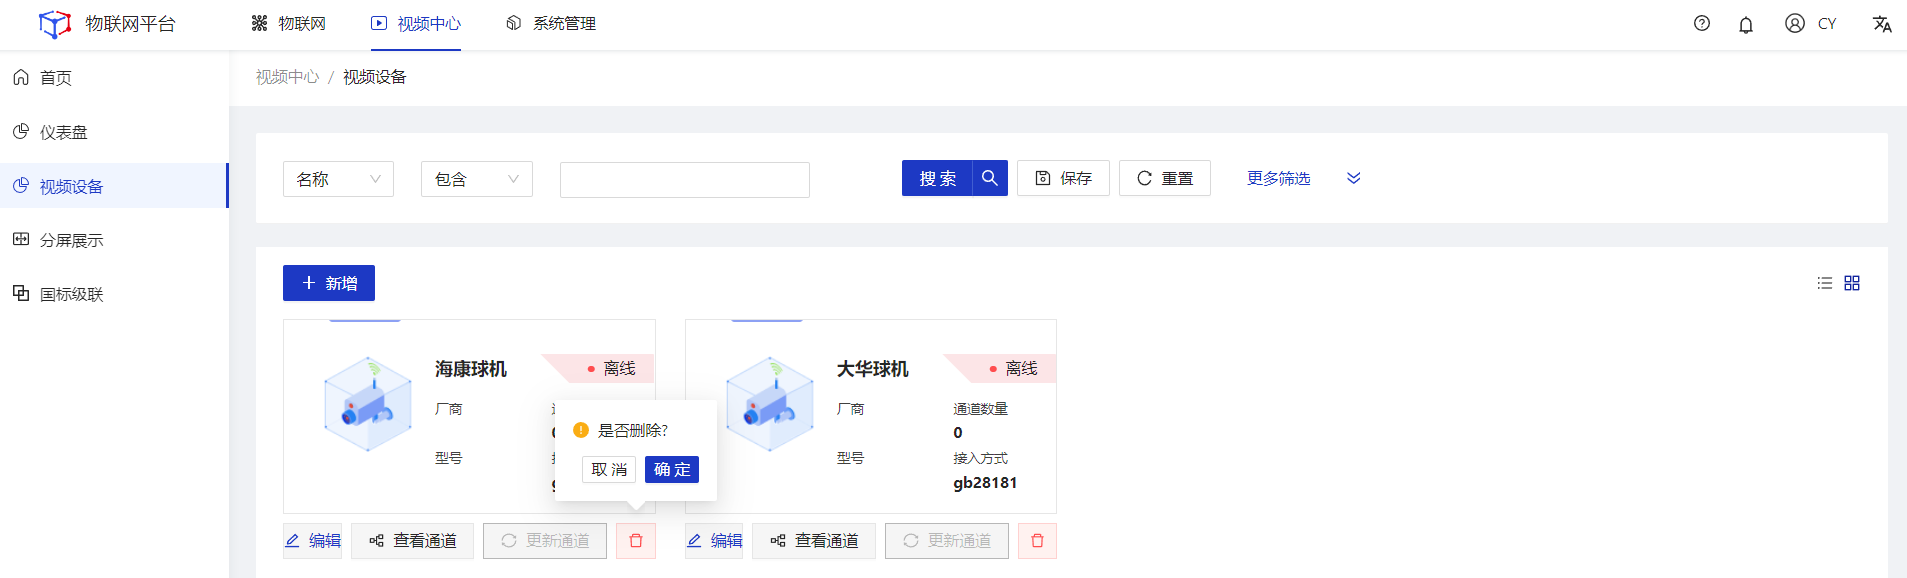 物联网平台
物联网
视频中心
系统管理
CY
首页
仪表盘
视频设备
分屏展示
国标级联
视频中心 / 视频设备
名称
包含
搜索
保存
重置
更多筛选
新增
海康球机
离线
厂商
型号
是否删除?
取消
确定
编辑
查看通道
更新通道
大华球机
离线
厂商
通道数量
0
型号
接入方式
gb28181
编辑
查看通道
更新通道